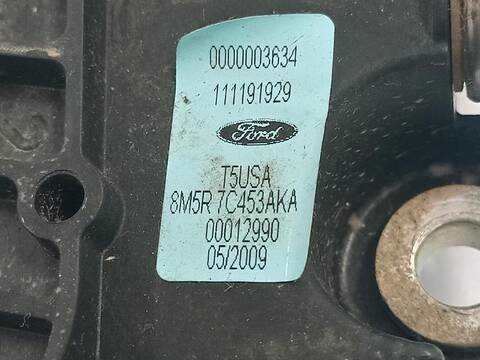 0000003634
111191929
Ford
T5USA
8M5R 7C453AKA
00012990
05/2009